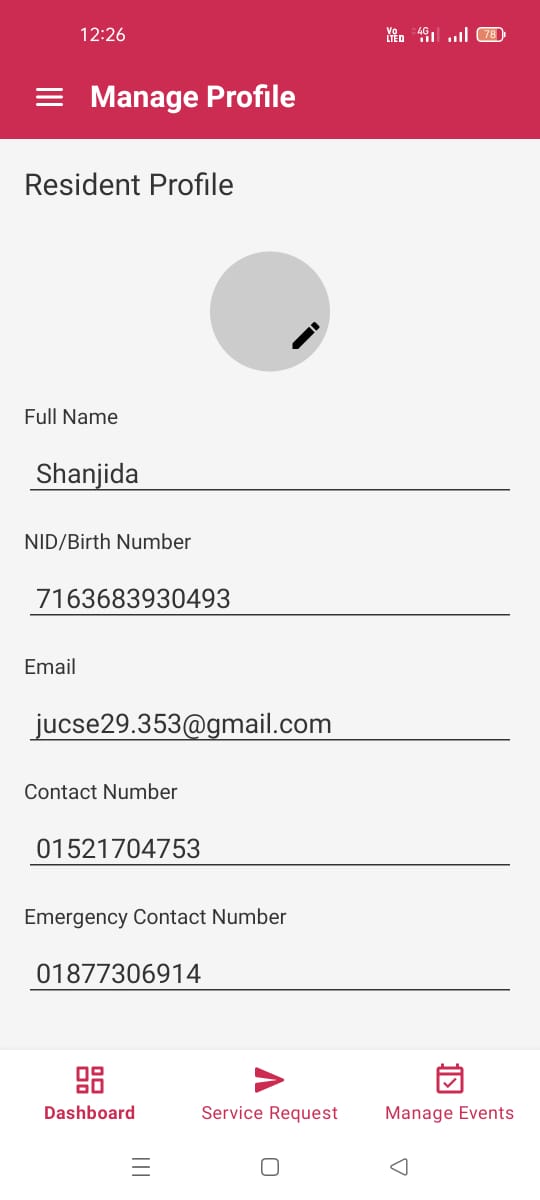 12:26
Vo LTED 4G 78
Manage Profile
Resident Profile
Full Name
Shanjida
NID/Birth Number
7163683930493
Email
jucse29.353@gmail.com
Contact Number
01521704753
Emergency Contact Number
01877306914
Dashboard Service Request Manage Events